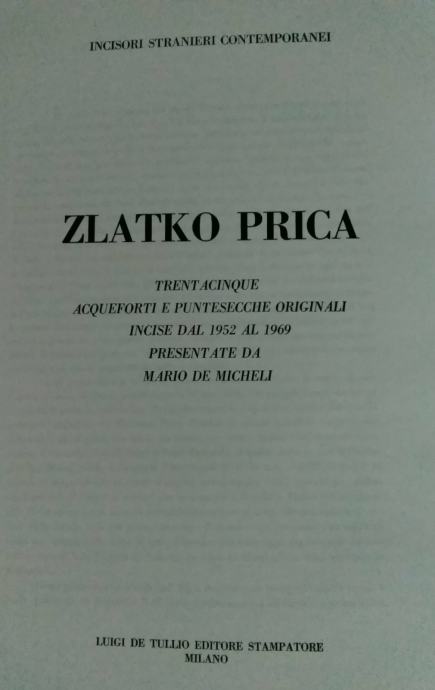 INCISORI STRANIERI CONTEMPORANEI
ZLATKO PRICA
TRENTACINQUE
ACQUEFORTI E PUNTESECCHE ORIGINALI
INCISE DAL 1952 AL 1969
PRESENTATE DA
MARIO DE MICHELI
LUIGI DE TULLIO EDITORE STAMPATORE
MILANO